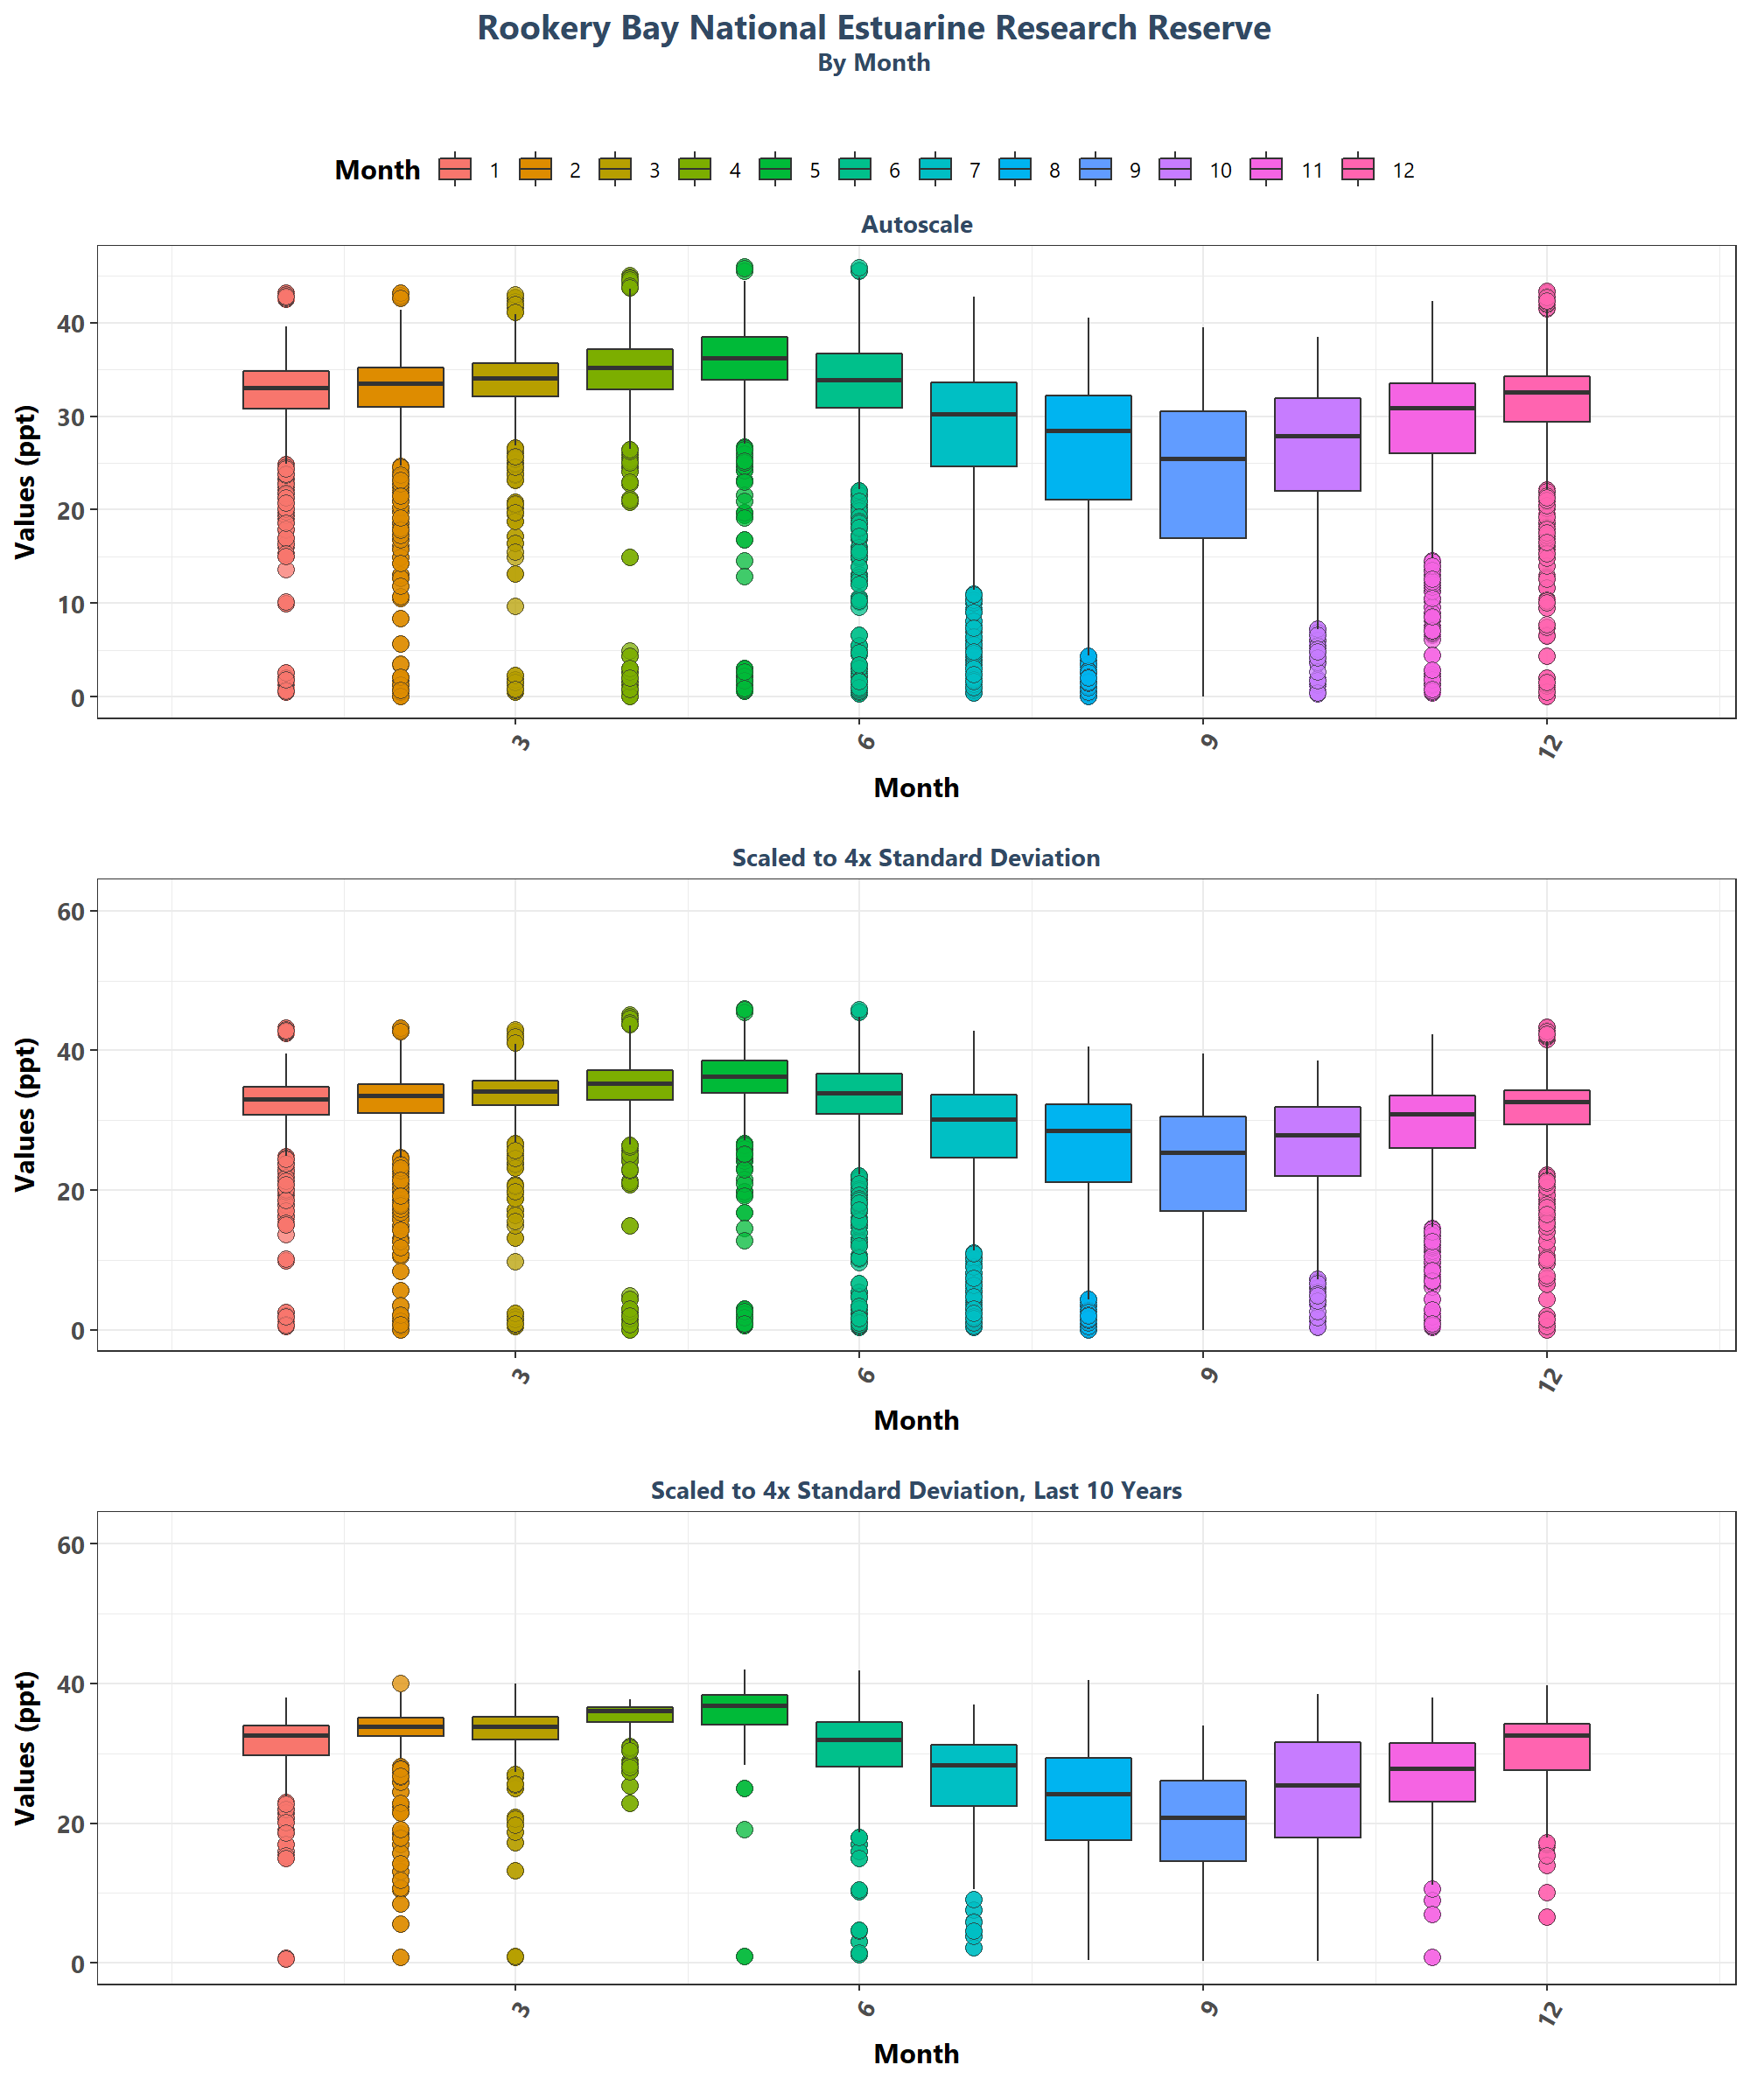 Rookery Bay National Estuarine Research Reserve
By Month
Month 1 2 3 4 5 6 7 8 9 10 11 12
Autoscale
Values (ppt)
40
30
20
10
0
3 6 9 12
Month
Scaled to 4x Standard Deviation
Values (ppt)
60
40
20
0
3 6 9 12
Month
Scaled to 4x Standard Deviation, Last 10 Years
Values (ppt)
60
40
20
0
3 6 9 12
Month